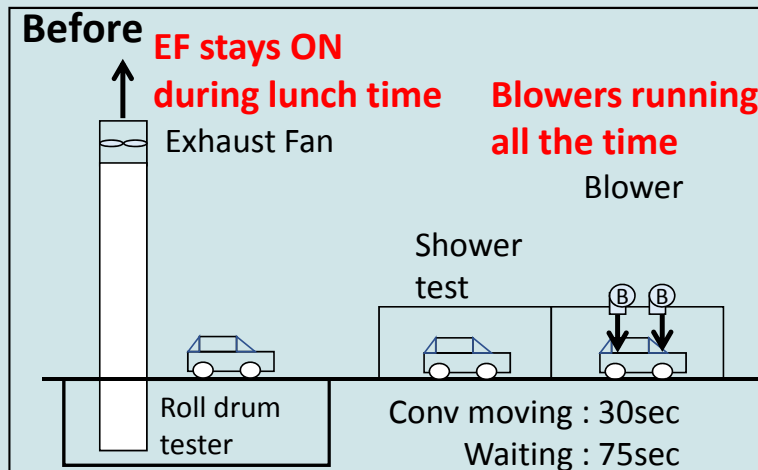 Before
EF stays ON
during lunch time
Exhaust Fan
Blowers running
all the time
Blower
Shower
test
B B
Roll drum
tester
Conv moving : 30sec
Waiting : 75sec